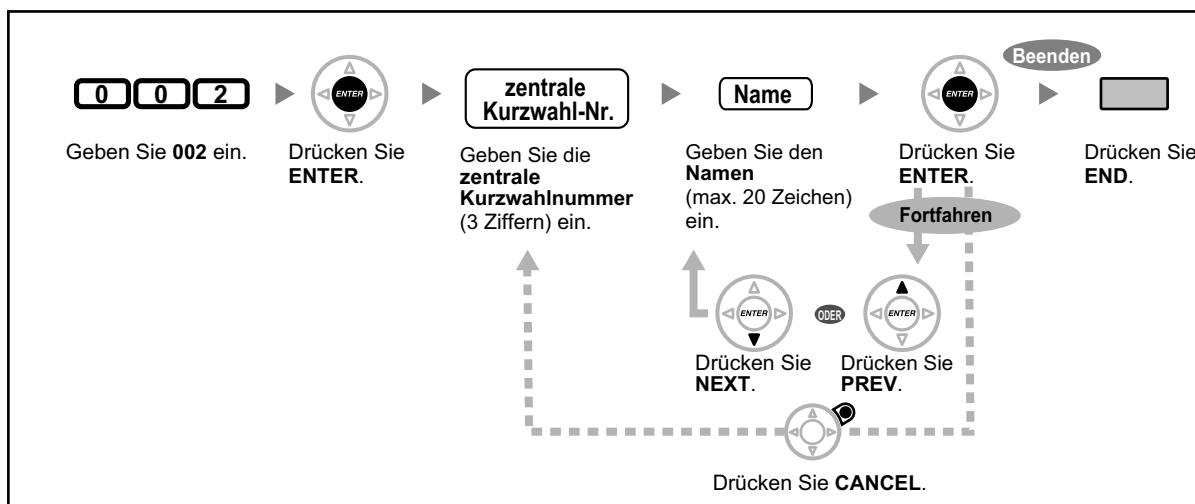 Beenden
0 0 2
ENTER
zentrale
Kurzwahl-Nr.
Name
ENTER
Geben Sie 002 ein.
Drücken Sie
ENTER.
Geben Sie die
zentrale
Kurzwahlnummer
(3 Ziffern) ein.
Geben Sie den
Namen
(max. 20 Zeichen)
ein.
Drücken Sie
ENTER.
Drücken Sie
END.
Fortfahren
ENTER
ODER
ENTER
Drücken Sie
NEXT.
Drücken Sie
PREV.
Drücken Sie CANCEL.